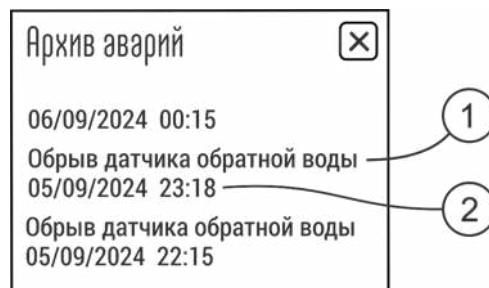 Архив аварий
06/09/2024 00:15
Обрыв датчика обратной воды
05/09/2024 23:18
Обрыв датчика обратной воды
05/09/2024 22:15
1
2